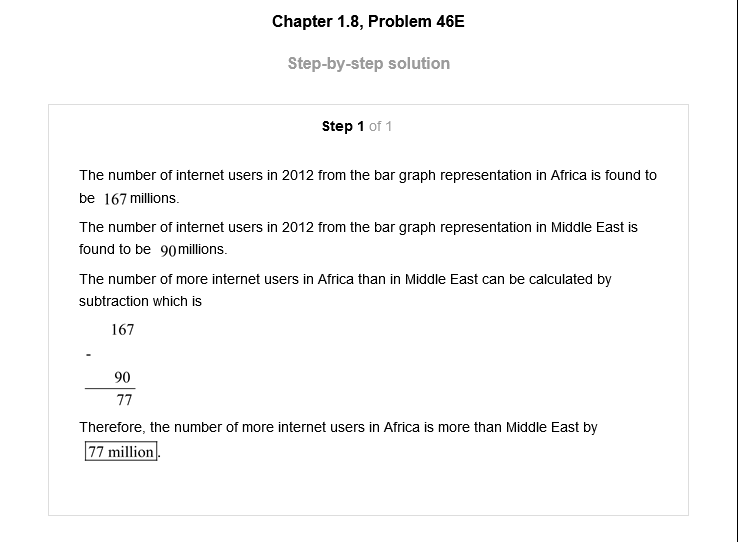 Chapter 1.8, Problem 46E
Step-by-step solution
Step 1 of 1
The number of internet users in 2012 from the bar graph representation in Africa is found to
be 167 millions.
The number of internet users in 2012 from the bar graph representation in Middle East is
found to be 90millions.
The number of more internet users in Africa than in Middle East can be calculated by
subtraction which is
167
-
90
77
Therefore, the number of more internet users in Africa is more than Middle East by
77 million.